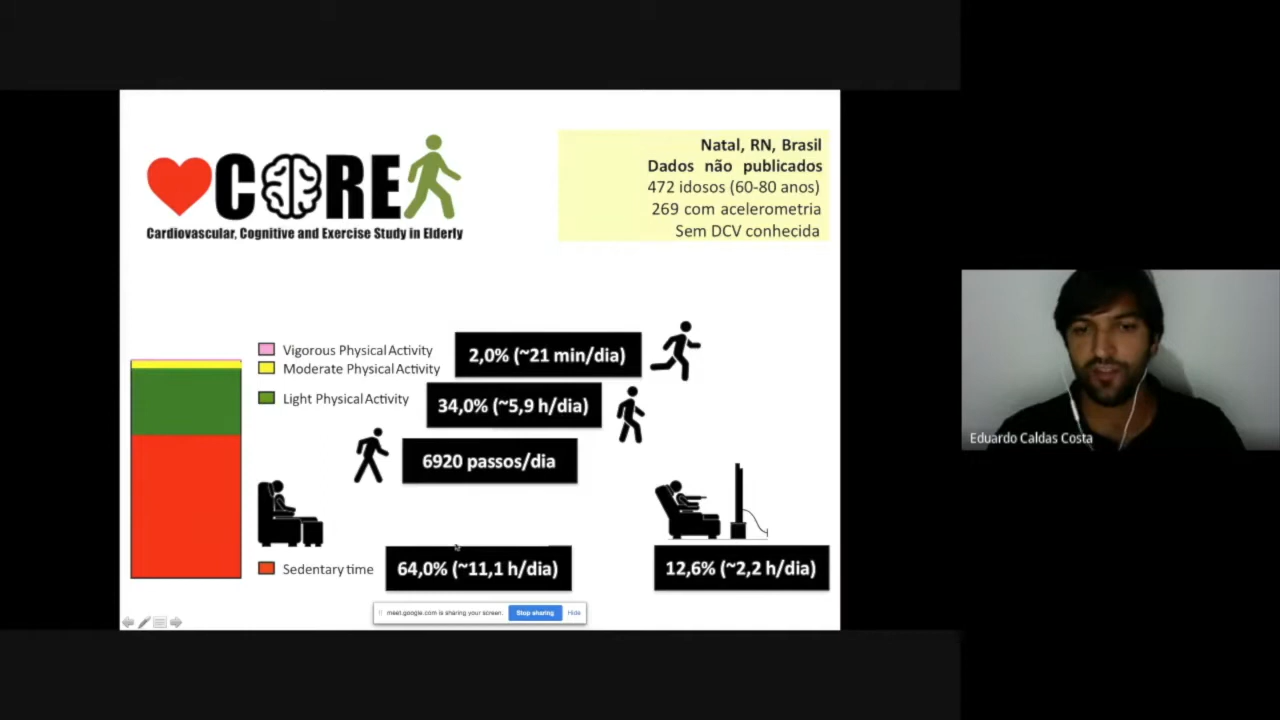 CORE
Cardiovascular, Cognitive and Exercise Study in Elderly
Natal, RN, Brasil
Dados não publicados
472 idosos (60-80 anos)
269 com acelerometria
Sem DCV conhecida
Vigorous Physical Activity
Moderate Physical Activity
2,0% (~21 min/dia)
Light Physical Activity
34,0% (~5,9 h/dia)
6920 passos/dia
Sedentary time
64,0% (~11,1 h/dia)
12,6% (~2,2 h/dia)
meet.google.com is sharing your screen.
Stop sharing
Hide
Eduardo Caldas Costa